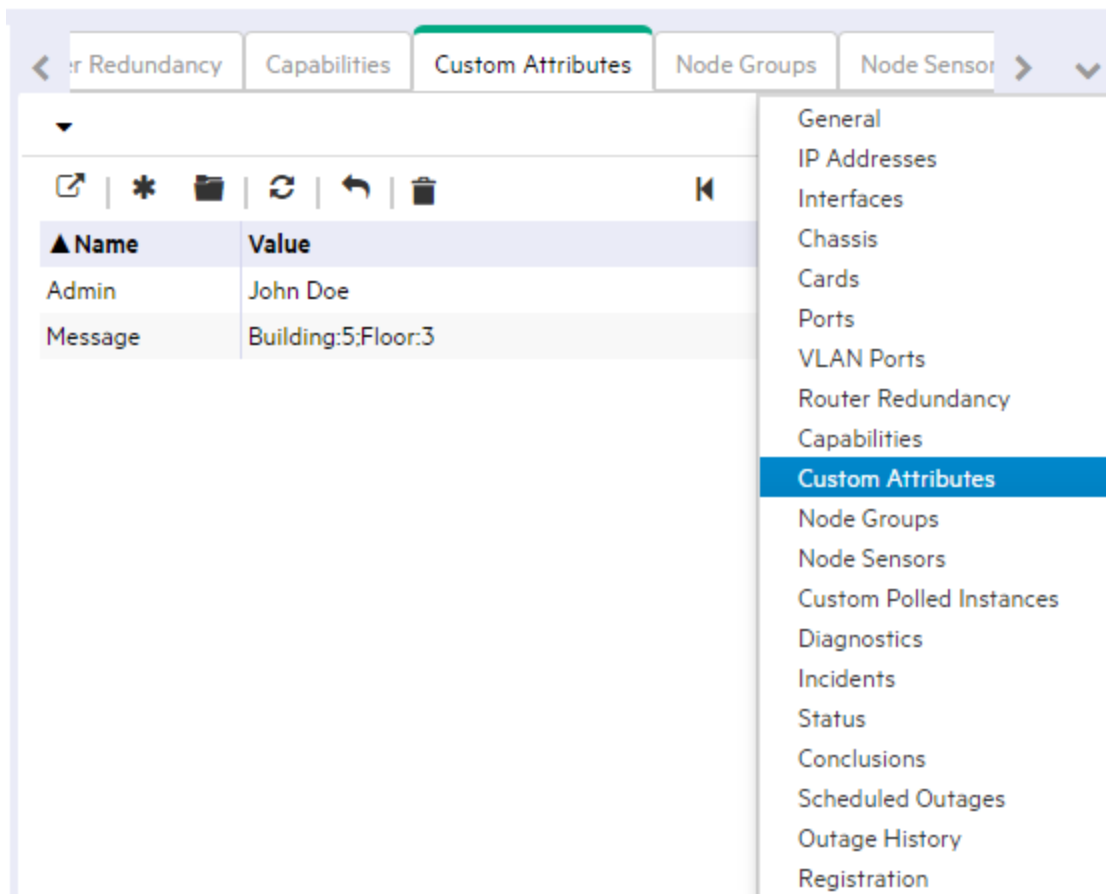 er Redundancy Capabilities Custom Attributes Node Groups Node Sensor
General
IP Addresses
Interfaces
Chassis
Cards
Ports
VLAN Ports
Router Redundancy
Capabilities
Custom Attributes
Node Groups
Node Sensors
Custom Polled Instances
Diagnostics
Incidents
Status
Conclusions
Scheduled Outages
Outage History
Registration
▲ Name Value
Admin John Doe
Message Building:5;Floor:3